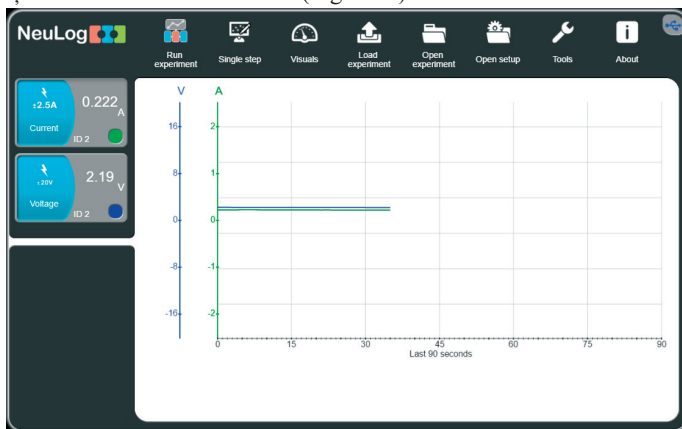 NeuLog
Run
experiment
Single step
Visuals
Load
experiment
Open
experiment
Open setup
Tools
About
±2.5A
0.222 A
Current
ID 2
±20V
2.19 V
Voltage
ID 2
V
A
16
8
0
-8
-16
2
1
0
-1
-2
0 15 30 45 60 75 90
Last 90 seconds